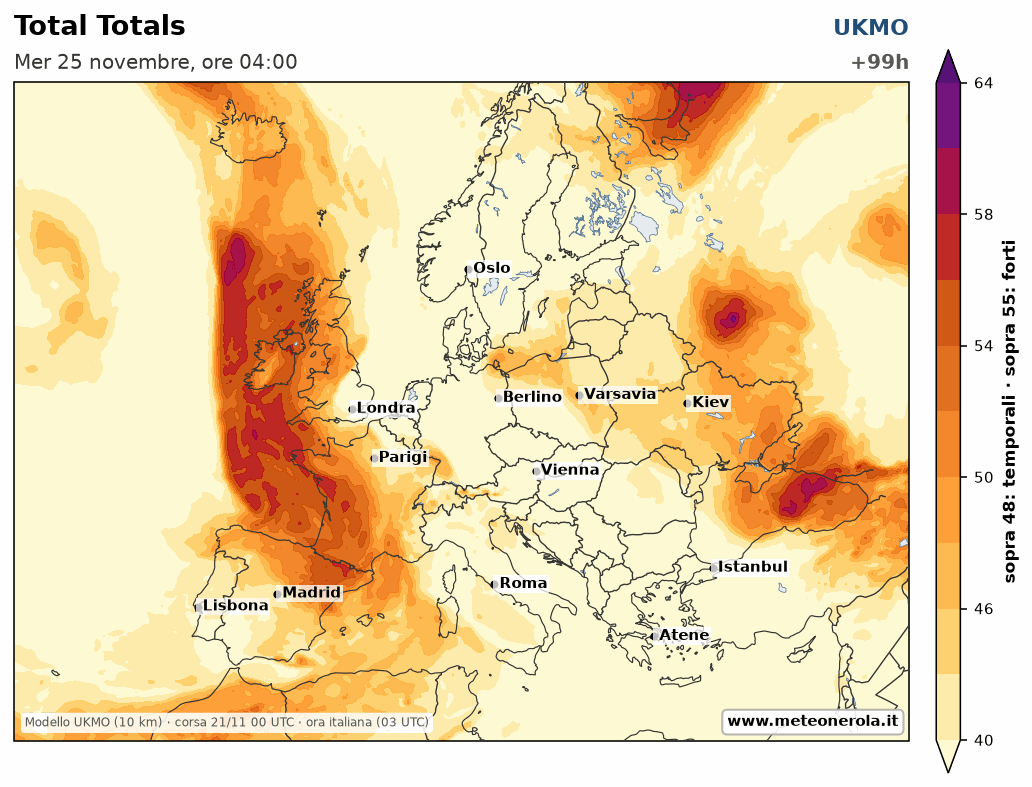 Total Totals
UKMO
Mer 25 novembre, ore 04:00
+99h
64
58
54
50
46
40
sopra 48: temporali · sopra 55: forti
Oslo
Londra
Berlino
Varsavia
Kiev
Parigi
Vienna
Istanbul
Roma
Madrid
Lisbona
Atene
Modello UKMO (10 km) · corsa 21/11 00 UTC · ora italiana (03 UTC)
www.meteonerola.it